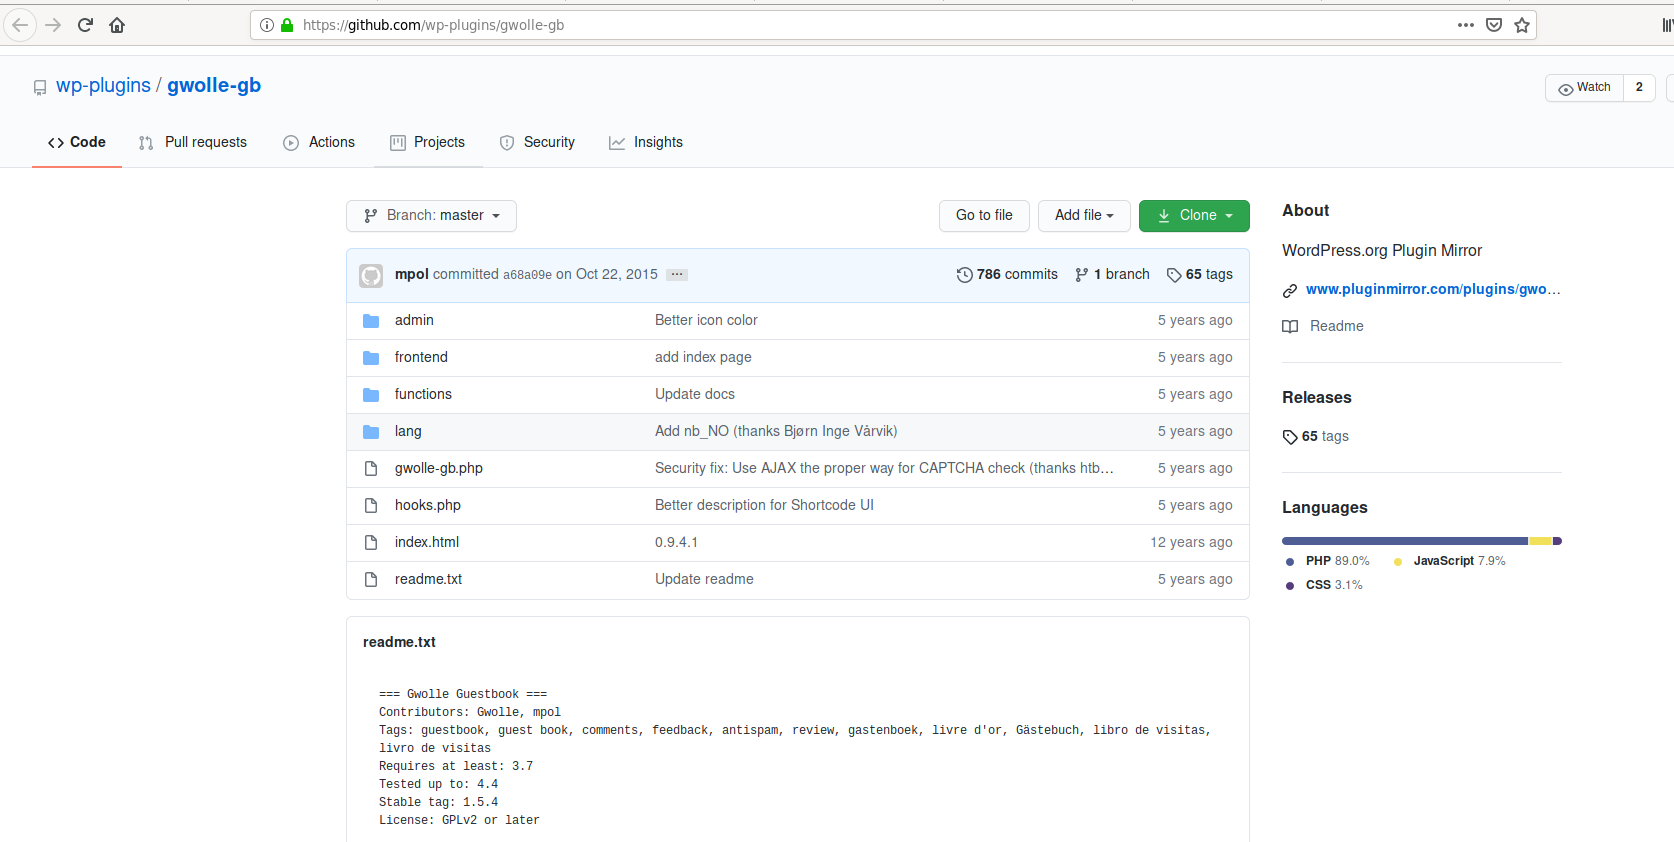 https://github.com/wp-plugins/gwolle-gb
wp-plugins / gwolle-gb
Watch 2
Code Pull requests Actions Projects Security Insights
Branch: master Go to file Add file Clone
mpol committed a68a09e on Oct 22, 2015 ... 786 commits 1 branch 65 tags
admin Better icon color 5 years ago
frontend add index page 5 years ago
functions Update docs 5 years ago
lang Add nb_NO (thanks Bjørn Inge Vårvik) 5 years ago
gwolle-gb.php Security fix: Use AJAX the proper way for CAPTCHA check (thanks htb... 5 years ago
hooks.php Better description for Shortcode UI 5 years ago
index.html 0.9.4.1 12 years ago
readme.txt Update readme 5 years ago
readme.txt
=== Gwolle Guestbook ===
Contributors: Gwolle, mpol
Tags: guestbook, guest book, comments, feedback, antispam, review, gastenboek, livre d'or, Gästebuch, libro de visitas,
livro de visitas
Requires at least: 3.7
Tested up to: 4.4
Stable tag: 1.5.4
License: GPLv2 or later
About
WordPress.org Plugin Mirror
www.pluginmirror.com/plugins/gwo...
Readme
Releases
65 tags
Languages
PHP 89.0% JavaScript 7.9%
CSS 3.1%